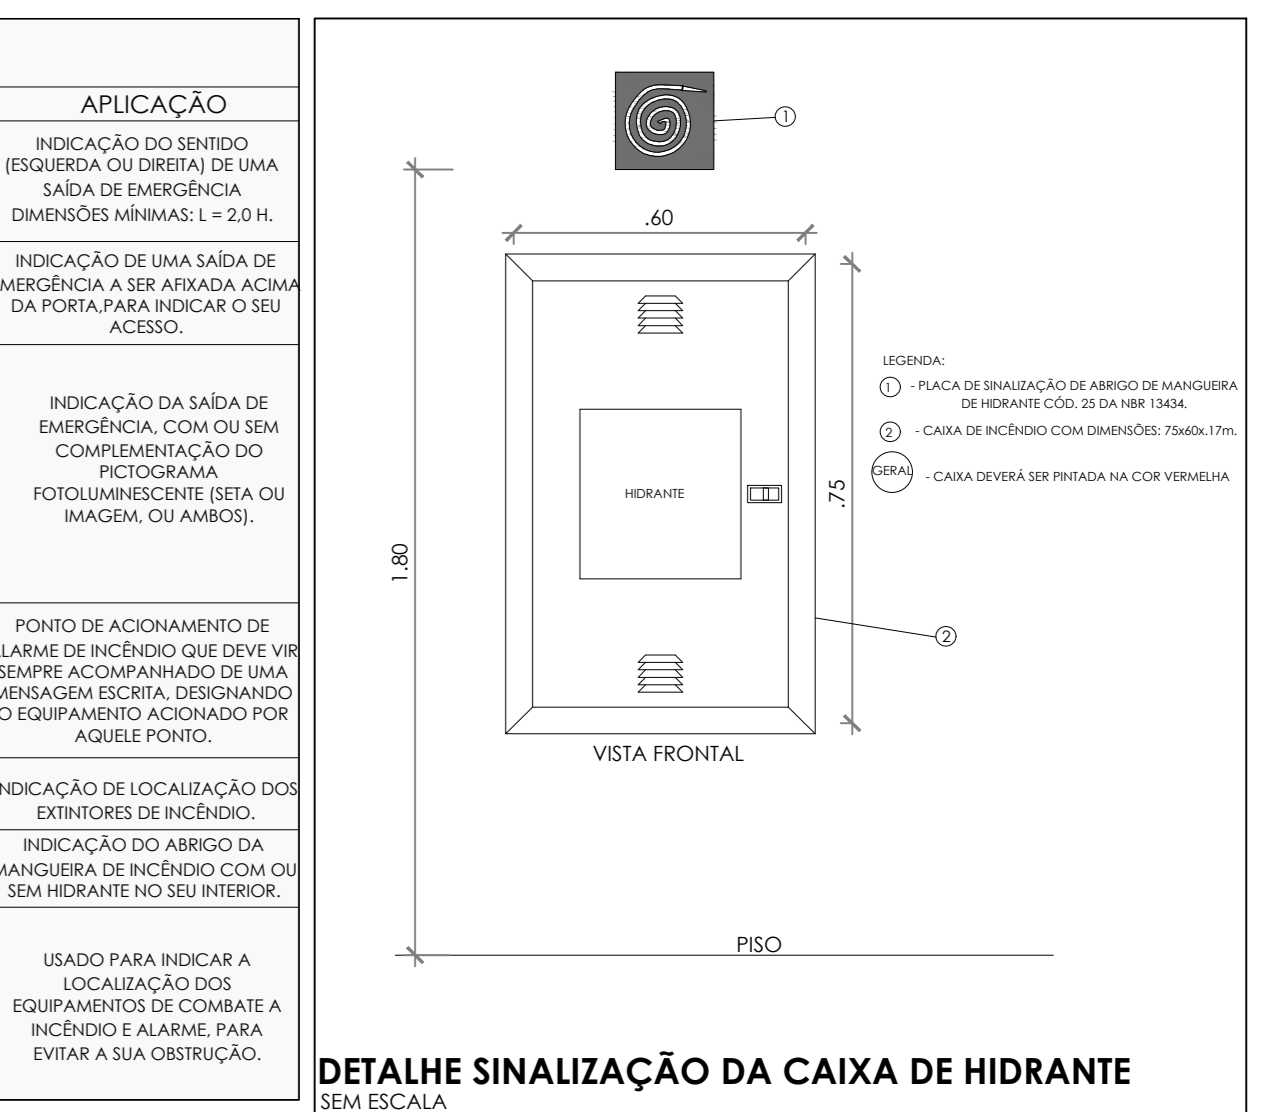 APLICAÇÃO
INDICAÇÃO DO SENTIDO
(ESQUERDA OU DIREITA) DE UMA
SAÍDA DE EMERGÊNCIA
DIMENSÕES MÍNIMAS: L = 2,0 H.
INDICAÇÃO DE UMA SAÍDA DE
MERGÊNCIA A SER AFIXADA ACIMA
DA PORTA,PARA INDICAR O SEU
ACESSO.
INDICAÇÃO DA SAÍDA DE
EMERGÊNCIA, COM OU SEM
COMPLEMENTAÇÃO DO
PICTOGRAMA
FOTOLUMINESCENTE (SETA OU
IMAGEM, OU AMBOS).
PONTO DE ACIONAMENTO DE
LARME DE INCÊNDIO QUE DEVE VIR
SEMPRE ACOMPANHADO DE UMA
MENSAGEM ESCRITA, DESIGNANDO
O EQUIPAMENTO ACIONADO POR
AQUELE PONTO.
NDICAÇÃO DE LOCALIZAÇÃO DOS
EXTINTORES DE INCÊNDIO.
INDICAÇÃO DO ABRIGO DA
MANGUEIRA DE INCÊNDIO COM OU
SEM HIDRANTE NO SEU INTERIOR.
USADO PARA INDICAR A
LOCALIZAÇÃO DOS
EQUIPAMENTOS DE COMBATE A
INCÊNDIO E ALARME, PARA
EVITAR A SUA OBSTRUÇÃO.
1
.60
HIDRANTE
.75
1.80
2
VISTA FRONTAL
PISO
LEGENDA:
1 - PLACA DE SINALIZAÇÃO DE ABRIGO DE MANGUEIRA
DE HIDRANTE CÓD. 25 DA NBR 13434.
2 - CAIXA DE INCÊNDIO COM DIMENSÕES: 75x60x.17m.
GERAL - CAIXA DEVERÁ SER PINTADA NA COR VERMELHA
DETALHE SINALIZAÇÃO DA CAIXA DE HIDRANTE
SEM ESCALA